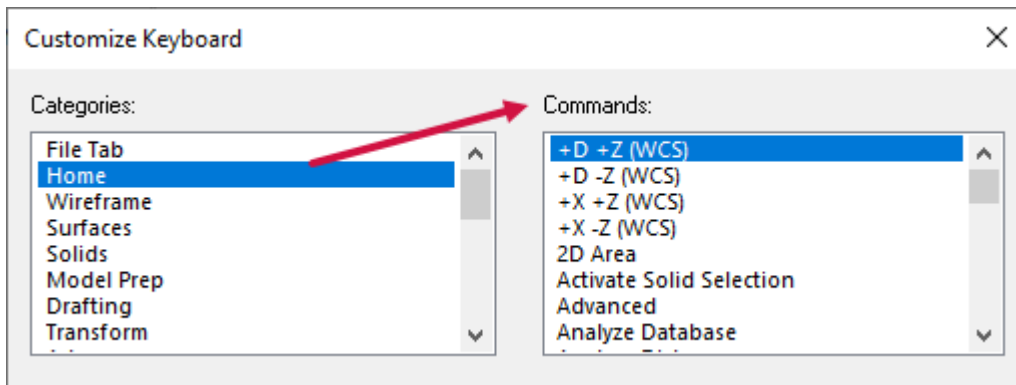 Customize Keyboard
Categories:
File Tab
Home
Wireframe
Surfaces
Solids
Model Prep
Drafting
Transform
Commands:
+D +Z (WCS)
+D -Z (WCS)
+X +Z (WCS)
+X -Z (WCS)
2D Area
Activate Solid Selection
Advanced
Analyze Database